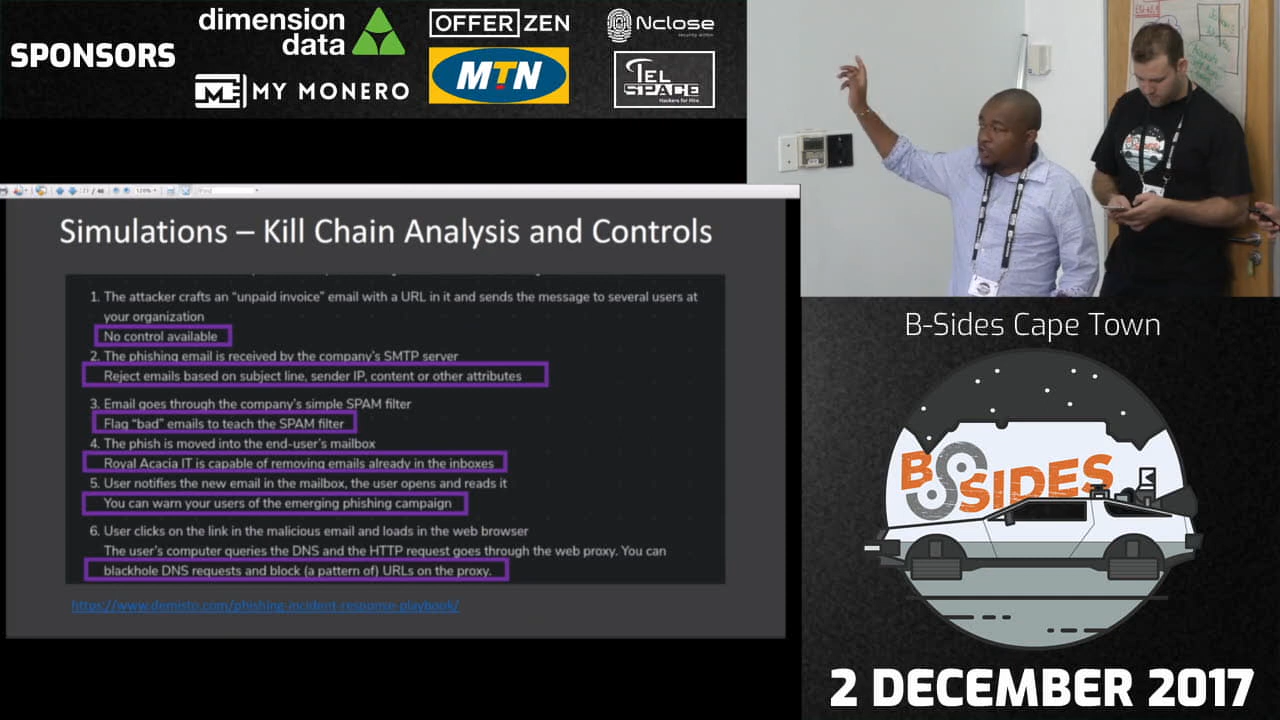 SPONSORS
dimension
data
MY MONERO
OFFERZEN
MTN
Nclose
TEL
SPACE
Hackers for Hire
Simulations – Kill Chain Analysis and Controls
1. The attacker crafts an “unpaid invoice” email with a URL in it and sends the message to several users at
your organization
No control available
2. The phishing email is received by the company's SMTP server
Reject emails based on subject line, sender IP, content or other attributes
3. Email goes through the company's simple SPAM filter
Flag “bad” emails to teach the SPAM filter
4. The phish is moved into the end-user's mailbox
Royal Acacia IT is capable of removing emails already in the inboxes
5. User notifies the new email in the mailbox, the user opens and reads it
You can warn your users of the emerging phishing campaign
6. User clicks on the link in the malicious email and loads in the web browser
The user's computer queries the DNS and the HTTP request goes through the web proxy. You can
blackhole DNS requests and block (a pattern of) URLs on the proxy.
https://www.demisto.com/phishing-incident-response-playbook/
B-Sides Cape Town
BSIDES
2 DECEMBER 2017